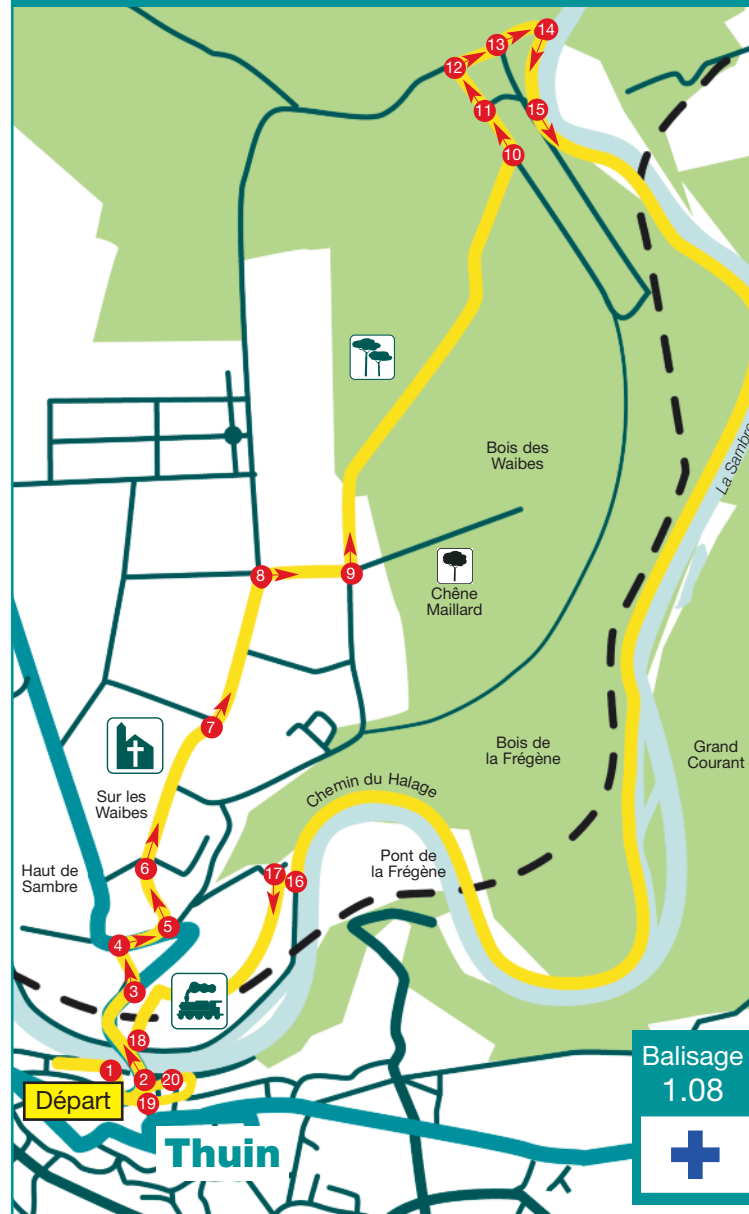 14
13
12
15
11
10
Bois des
Waibes
La Sambre
8
9
Chêne
Maillard
7
Bois de
la Frégène
Grand
Courant
Sur les
Waibes
Chemin du Halage
Haut de
Sambre
6
17
16
Pont de
la Frégène
5
4
3
18
1
2
20
19
Départ
Thuin
Balisage
1.08